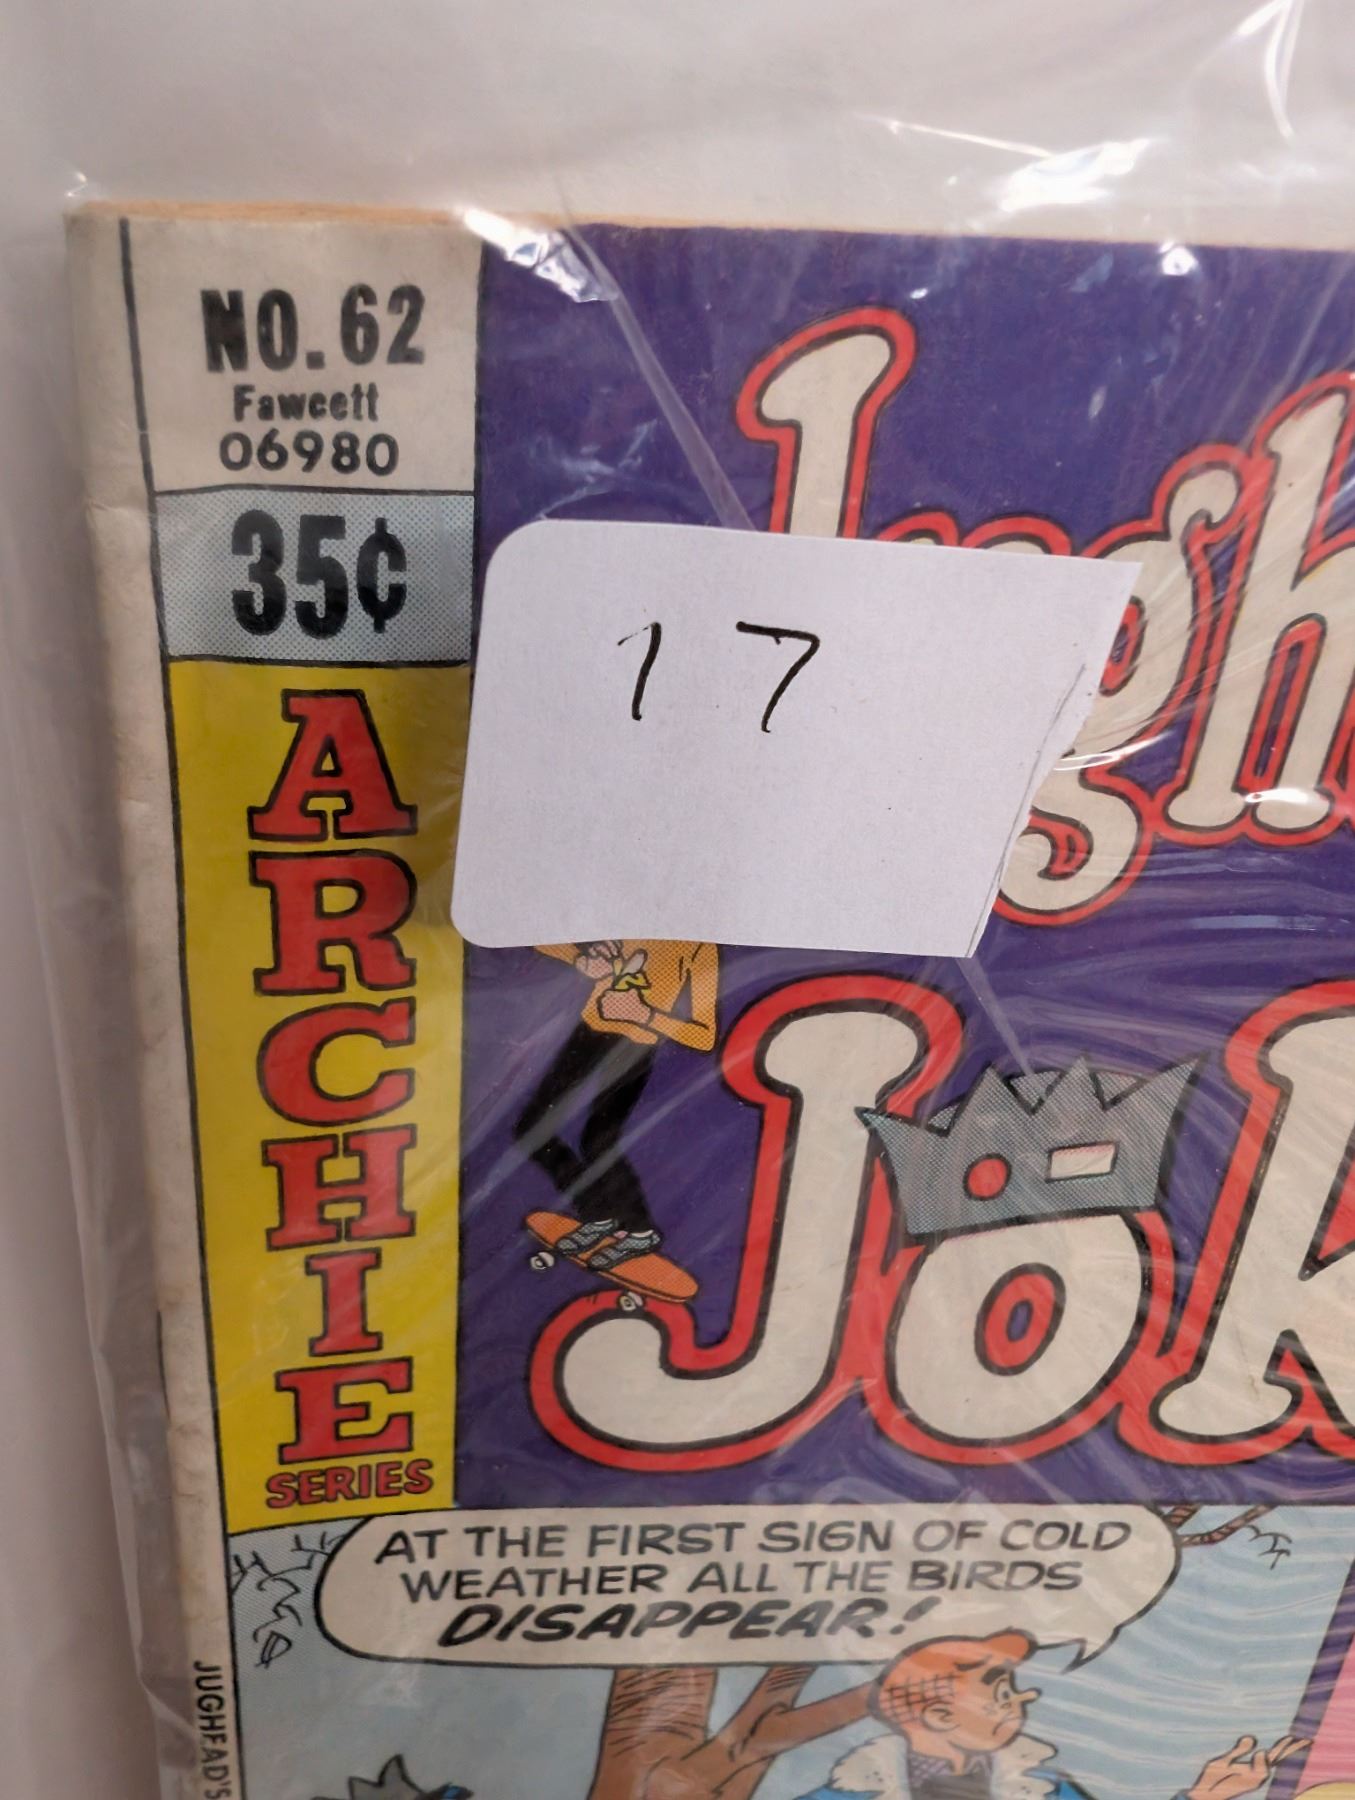 NO. 62
Fawcett
06980
35¢
ARCHIE
SERIES
17
AT THE FIRST SIGN OF COLD
WEATHER ALL THE BIRDS
DISAPPEAR!
JUGHEAD'S